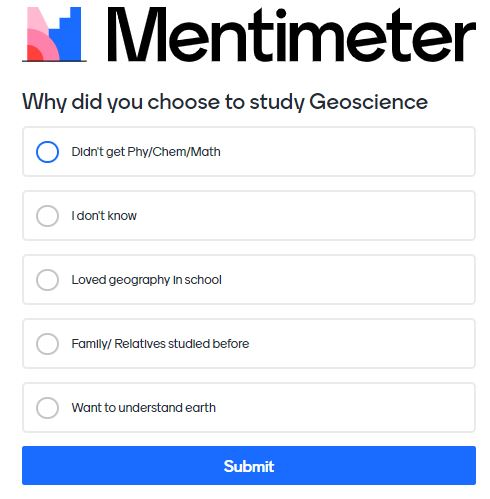 Mentimeter
Why did you choose to study Geoscience
Didn't get Phy/Chem/Math
I don't know
Loved geography in school
Family/ Relatives studied before
Want to understand earth
Submit